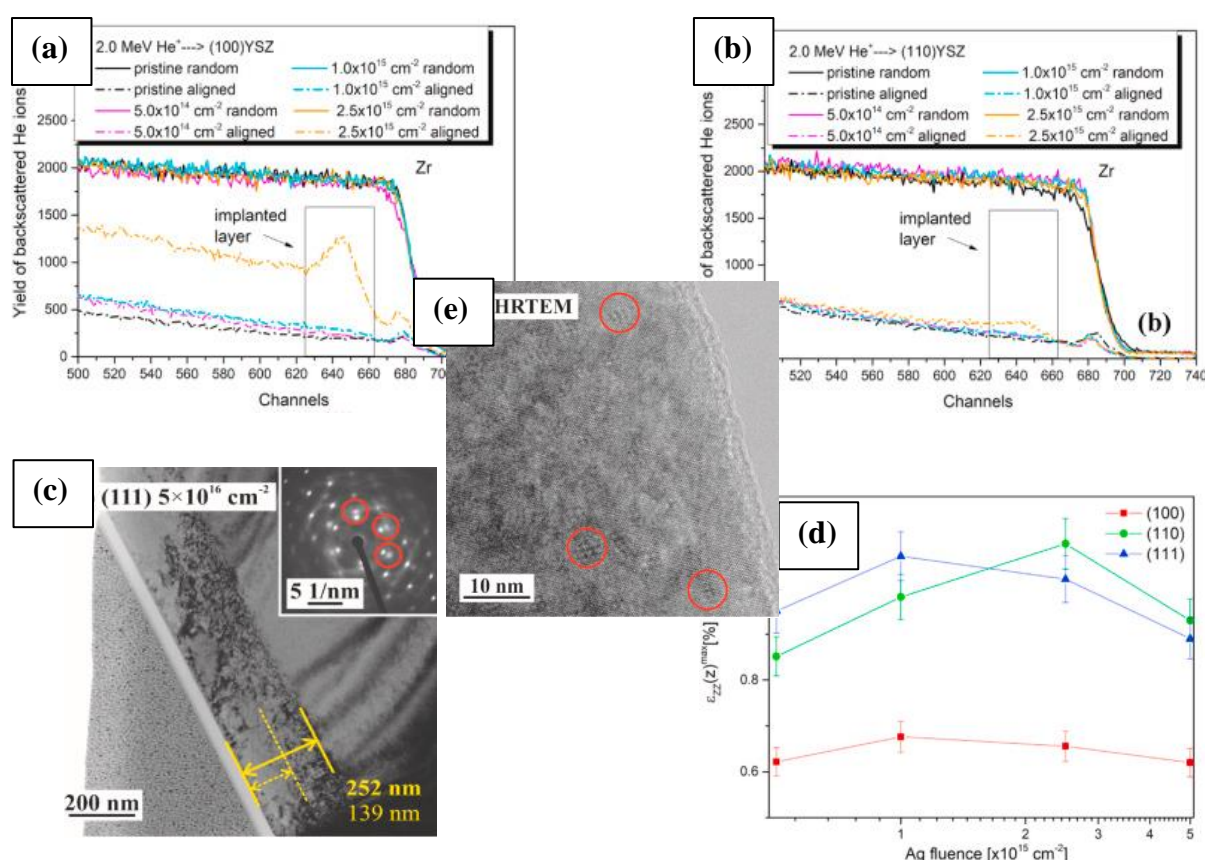 (a)
2.0 MeV He⁺---> (100)YSZ
pristine random
1.0x10¹⁵ cm⁻² random
pristine aligned
1.0x10¹⁵ cm⁻² aligned
5.0x10¹⁴ cm⁻² random
2.5x10¹⁵ cm⁻² random
5.0x10¹⁴ cm⁻² aligned
2.5x10¹⁵ cm⁻² aligned
Yield of backscattered He ions
2500
2000
1500
1000
500
0
Zr
implanted
layer
500 520 540 560 580 600 620 640 660 680
Channels
(b)
2.0 MeV He⁺---> (110)YSZ
pristine random
1.0x10¹⁵ cm⁻² random
pristine aligned
1.0x10¹⁵ cm⁻² aligned
5.0x10¹⁴ cm⁻² random
2.5x10¹⁵ cm⁻² random
5.0x10¹⁴ cm⁻² aligned
2.5x10¹⁵ cm⁻² aligned
of backscattered He ions
2500
2000
1500
1000
Zr
implanted
layer
(b)
520 540 560 580 600 620 640 660 680 700 720 740
Channels
(e)
HRTEM
10 nm
(c)
(111) 5×10¹⁶ cm⁻²
5 1/nm
252 nm
139 nm
200 nm
(d)
(100)
(110)
(111)
ε_ZZ(z)^max[%]
0.8
0.6
1 2 3 4 5
Ag fluence [x10¹⁵ cm⁻²]